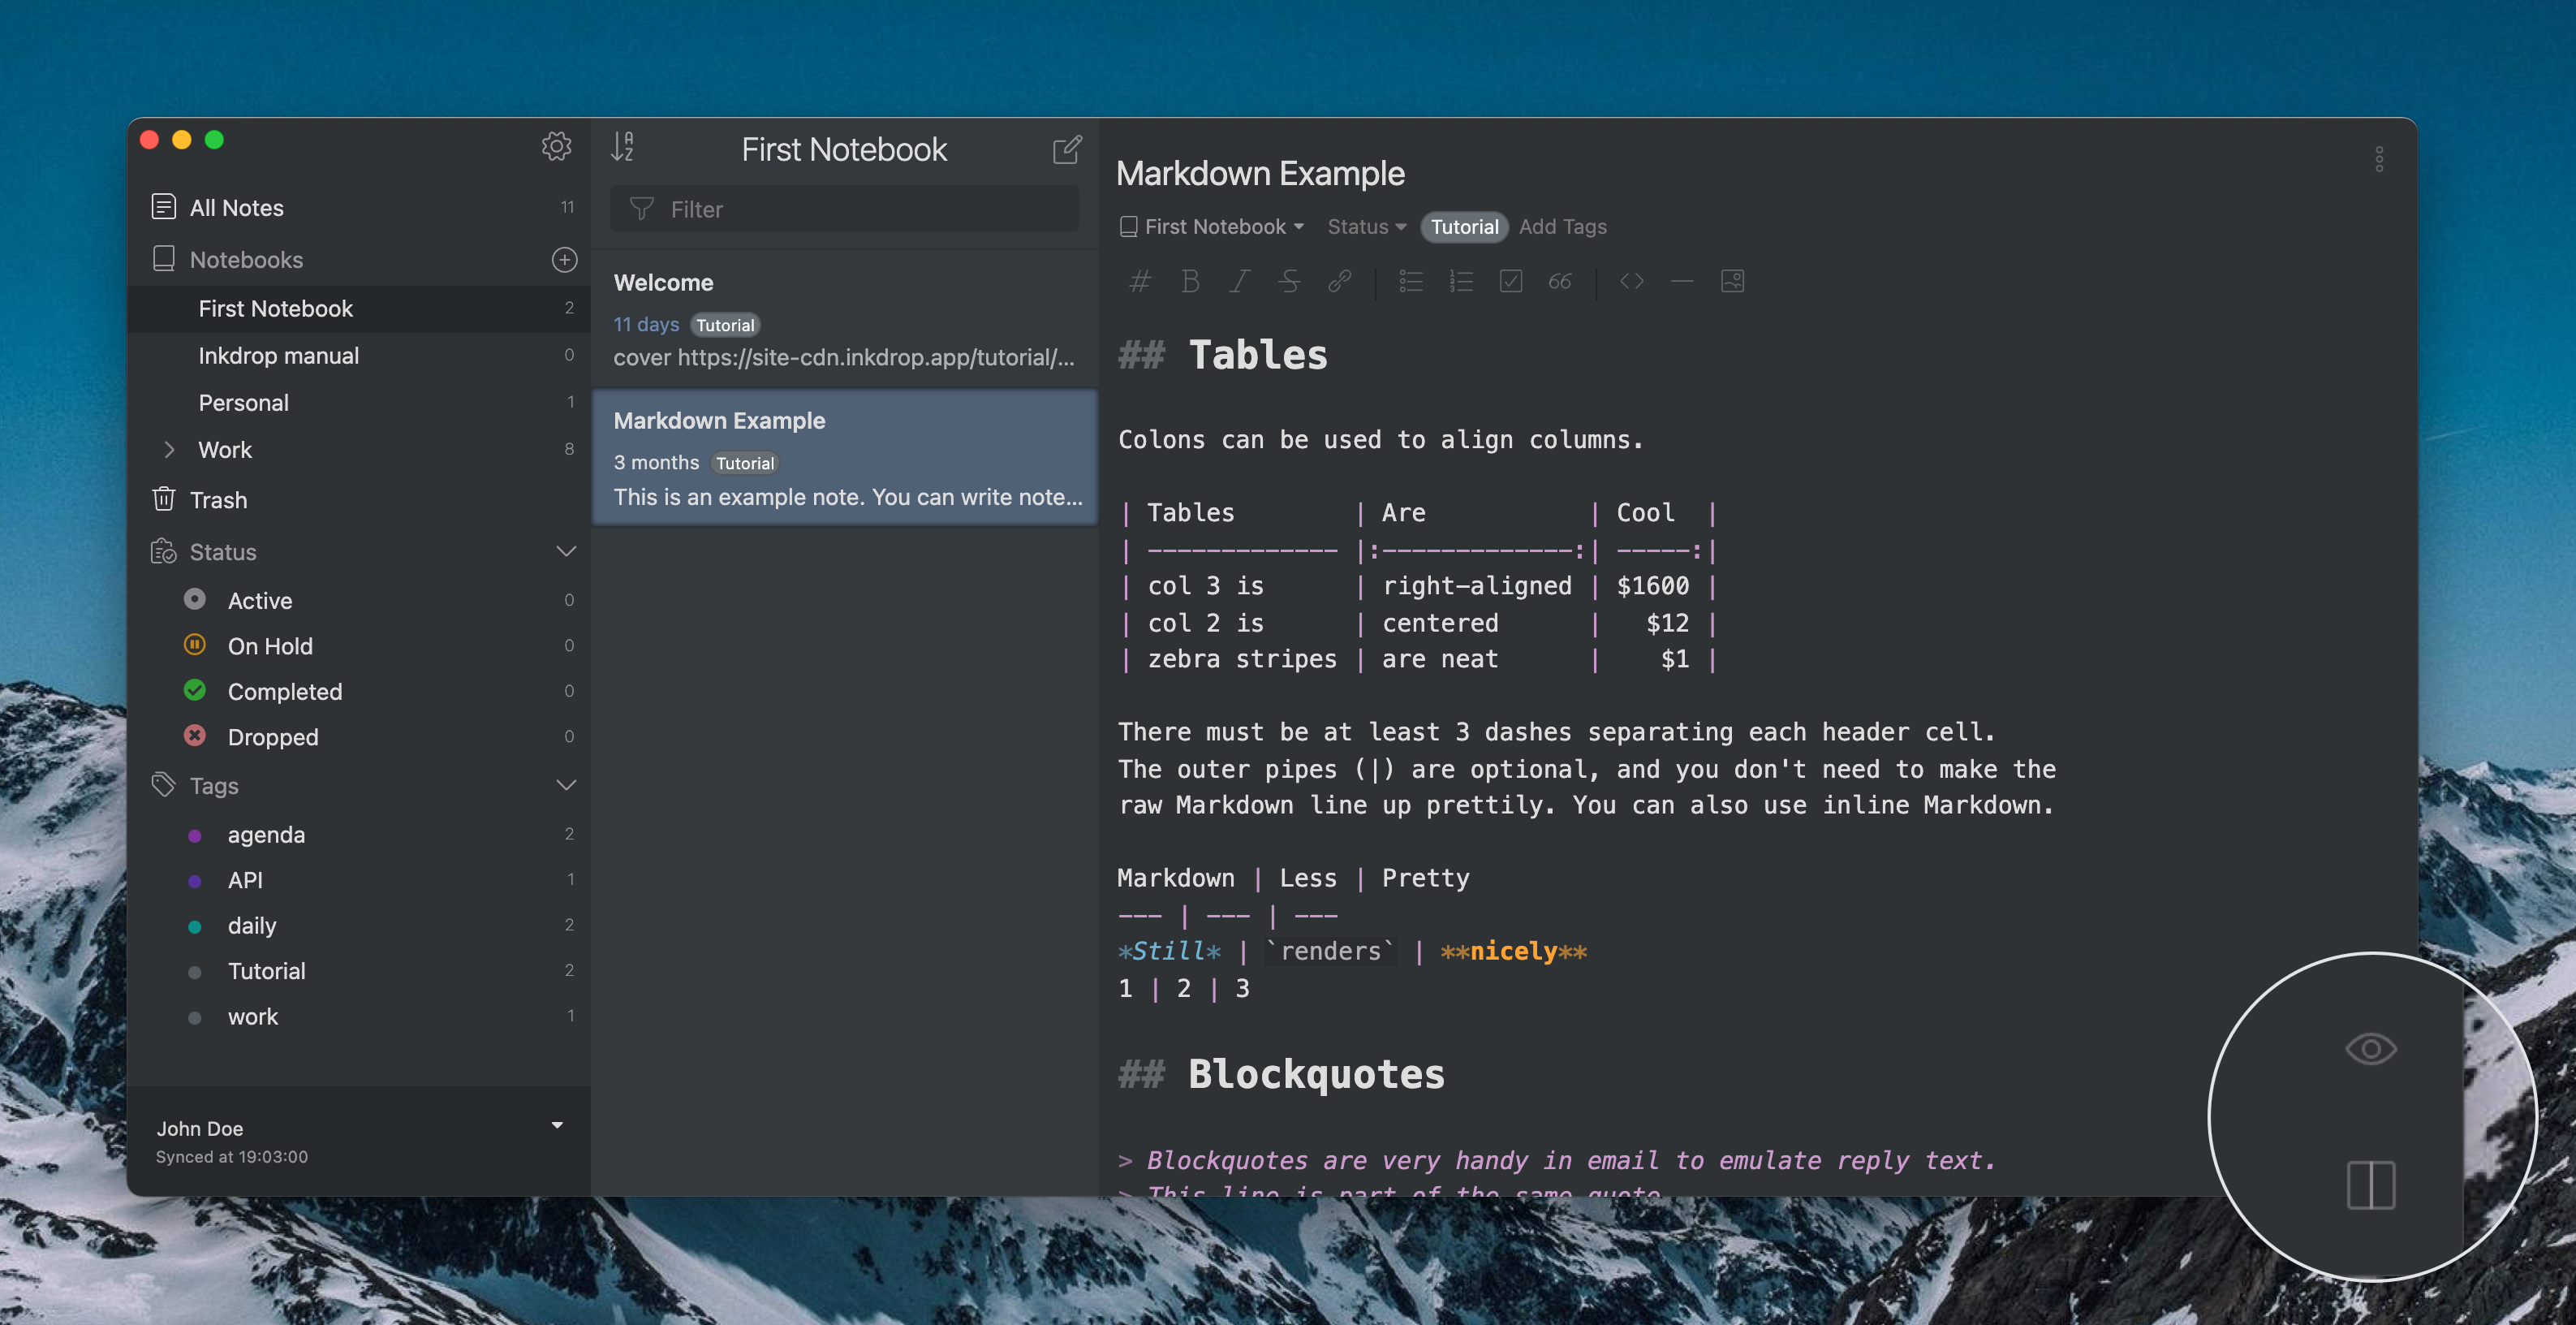 All Notes 11
Notebooks
First Notebook 2
Inkdrop manual 0
Personal 1
Work 8
Trash
Status
Active 0
On Hold 0
Completed 0
Dropped 0
Tags
agenda 2
API 1
daily 2
Tutorial 2
work 1
John Doe
Synced at 19:03:00
First Notebook
Filter
Welcome
11 days Tutorial
cover https://site-cdn.inkdrop.app/tutorial/...
Markdown Example
3 months Tutorial
This is an example note. You can write note...
Markdown Example
First Notebook Status Tutorial Add Tags
## Tables
Colons can be used to align columns.
| Tables        | Are           | Cool  |
| ------------- |:-------------:| -----:|
| col 3 is      | right-aligned | $1600 |
| col 2 is      | centered      |   $12 |
| zebra stripes | are neat      |    $1 |
There must be at least 3 dashes separating each header cell.
The outer pipes (|) are optional, and you don't need to make the
raw Markdown line up prettily. You can also use inline Markdown.
Markdown | Less | Pretty
--- | --- | ---
*Still* | `renders` | **nicely**
1 | 2 | 3
## Blockquotes
> Blockquotes are very handy in email to emulate reply text.
> This line is part of the same quote